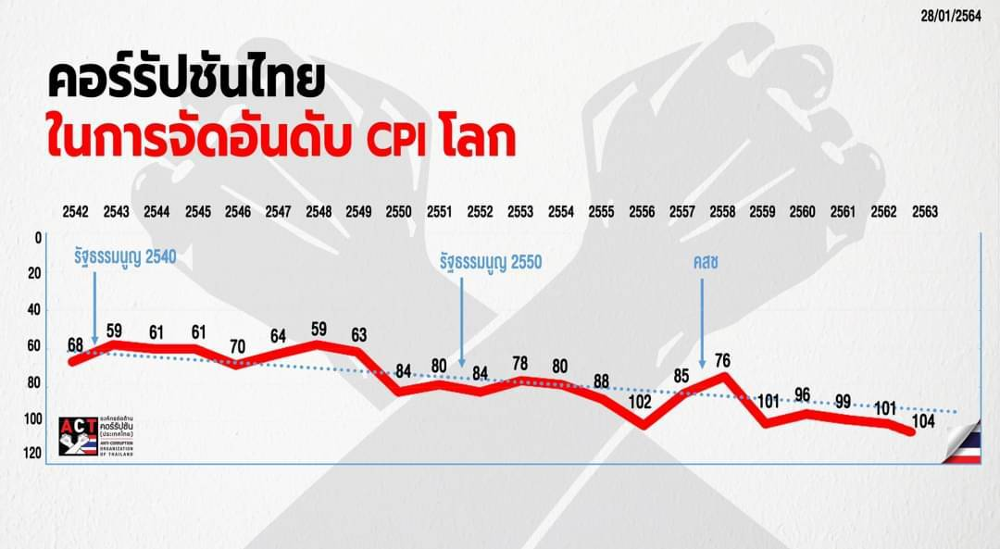 28/01/2564
คอร์รัปชันไทย
ในการจัดอันดับ CPI โลก
2542 2543 2544 2545 2546 2547 2548 2549 2550 2551 2552 2553 2554 2555 2556 2557 2558 2559 2560 2561 2562 2563
0
20
40
60
80
100
120
รัฐธรรมนูญ 2540
รัฐธรรมนูญ 2550
คสช
68 59 61 61 70 64 59 63 84 80 84 78 80 88 102 85 76 101 96 99 101 104
ACT
องค์กรต่อต้าน
คอร์รัปชัน
(ประเทศไทย)
ANTI-CORRUPTION
ORGANIZATION
OF THAILAND